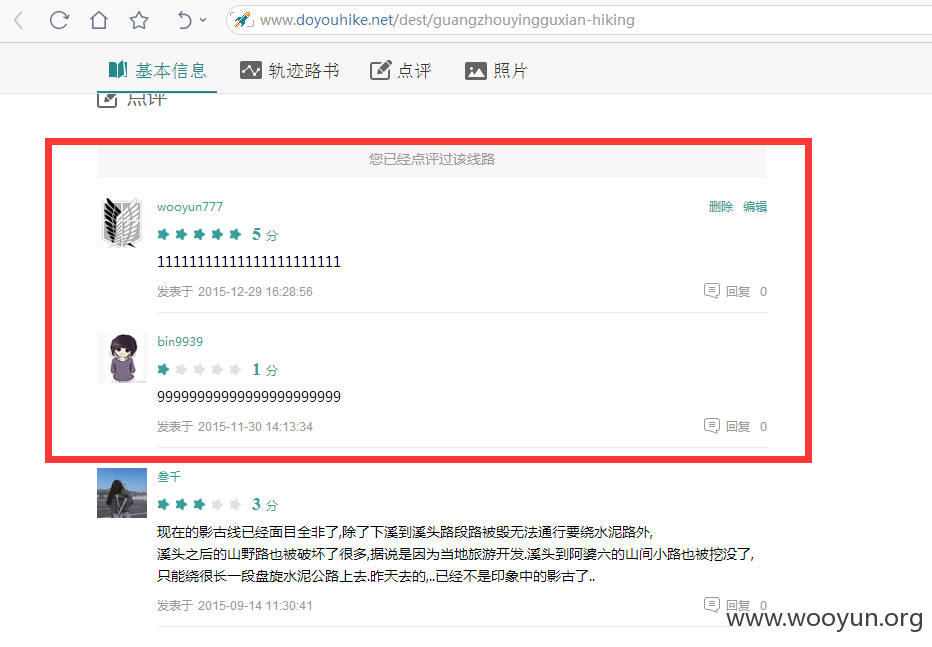 www.doyouhike.net/dest/guangzhouyingguxian-hiking
基本信息 轨迹路书 点评 照片
点评
您已经点评过该线路
wooyun777 删除 编辑
5 分
11111111111111111111111
发表于 2015-12-29 16:28:56 回复 0
bin9939
1 分
99999999999999999999999
发表于 2015-11-30 14:13:34 回复 0
叁千
3 分
现在的影古线已经面目全非了,除了下溪到溪头路段路被毁无法通行要绕水泥路外,
溪头之后的山野路也被破坏了很多,据说是因为当地旅游开发.溪头到阿婆六的山间小路也被挖没了,
只能绕很长一段盘旋水泥公路上去.昨天去的,..已经不是印象中的影古了..
发表于 2015-09-14 11:30:41 回复 0
www.wooyun.org